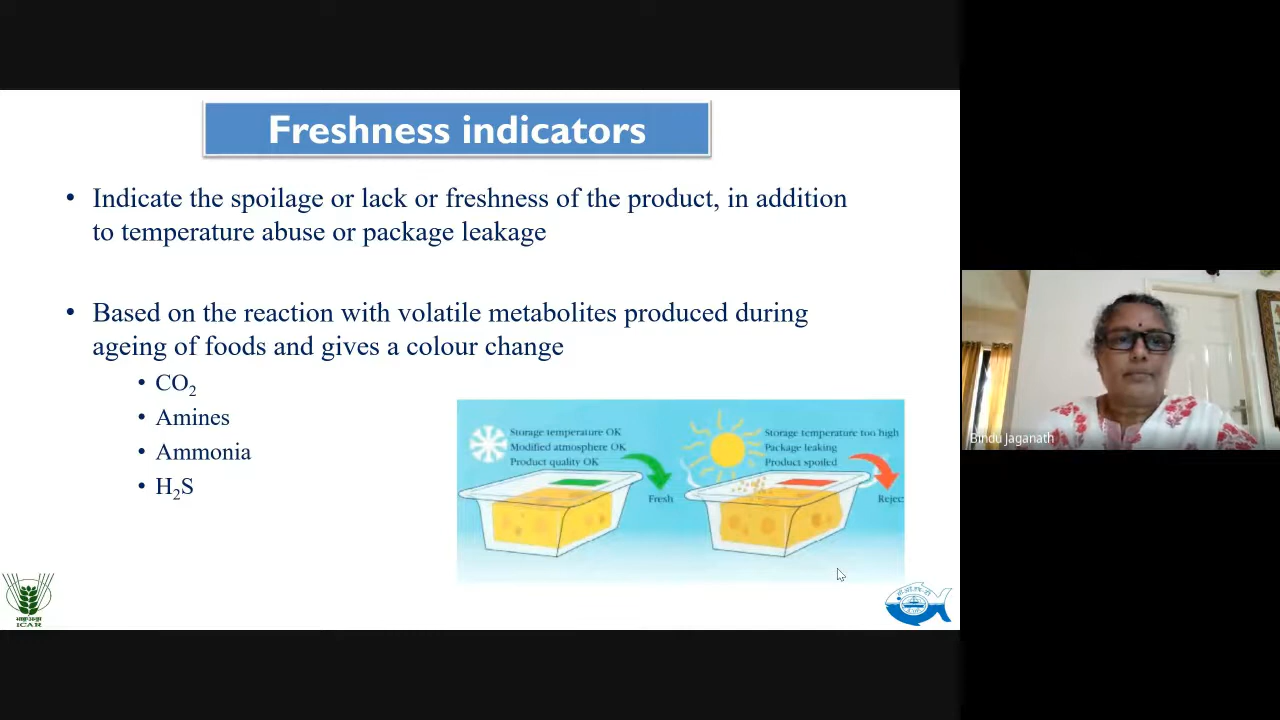 Freshness indicators
• Indicate the spoilage or lack or freshness of the product, in addition
to temperature abuse or package leakage
• Based on the reaction with volatile metabolites produced during
ageing of foods and gives a colour change
• CO₂
• Amines
• Ammonia
• H₂S
Storage temperature OK
Modified atmosphere OK
Product quality OK
Fresh
Storage temperature too high
Package leaking
Product spoiled
Rejec
Bindu Jaganath
ICAR